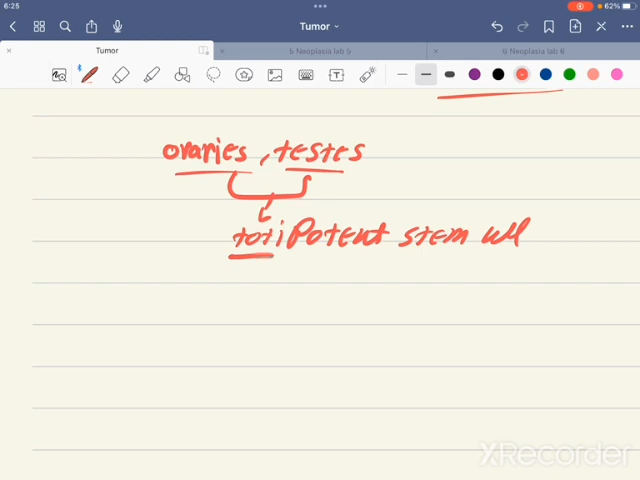 6:25
62%
Tumor
Tumor
5 Neoplasia lab 5
6 Neoplasia lab 6
ovaries, testes
totipotent stem cell
XRecorder